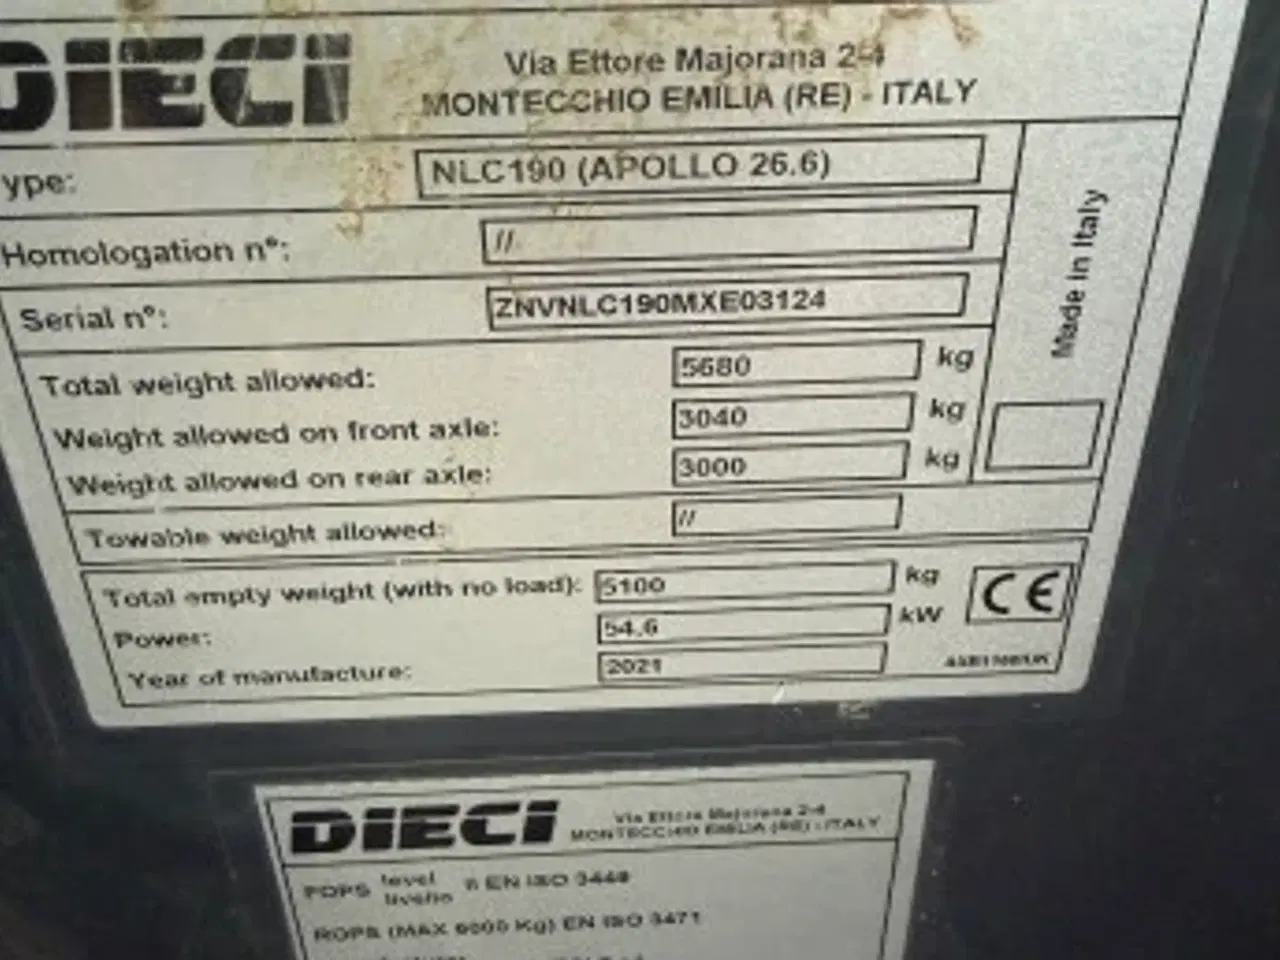 DIECI
Via Ettore Majorana 2-4
MONTECCHIO EMILIA (RE) - ITALY
ype: NLC190 (APOLLO 26.6)
Homologation n°: //
Serial n°: ZNVNLC190MXE03124
Made in Italy
Total weight allowed: 5680 kg
Weight allowed on front axle: 3040 kg
Weight allowed on rear axle: 3000 kg
Towable weight allowed: //
Total empty weight (with no load): 5100 kg
Power: 54.6 kW
CE
Year of manufacture: 2021
DIECI
Via Ettore Majorana 2-4
MONTECCHIO EMILIA (RE) - ITALY
FOPS level livello II EN ISO 3449
ROPS (MAX 6000 Kg) EN ISO 3471